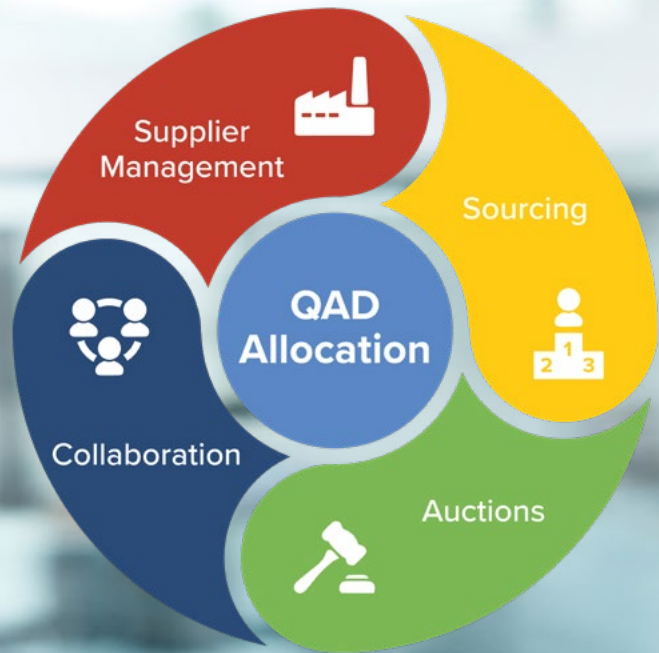 Supplier
Management
Sourcing
2 1 3
QAD
Allocation
Collaboration
Auctions